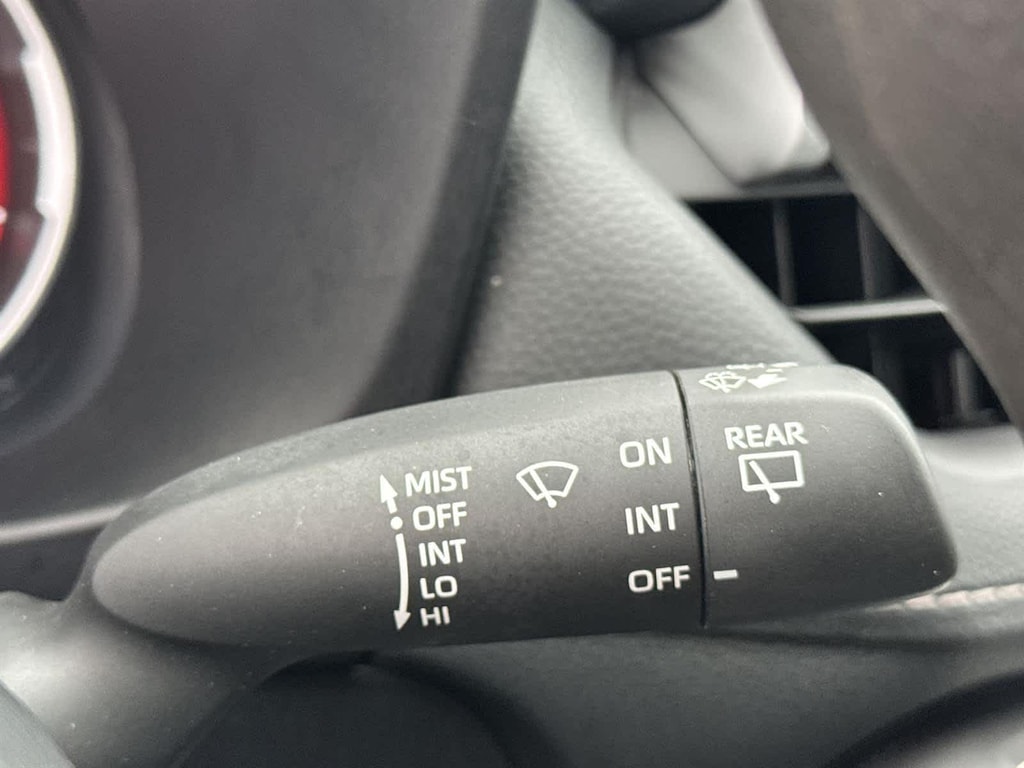 MIST
OFF
INT
LO
HI
ON
INT
OFF
REAR